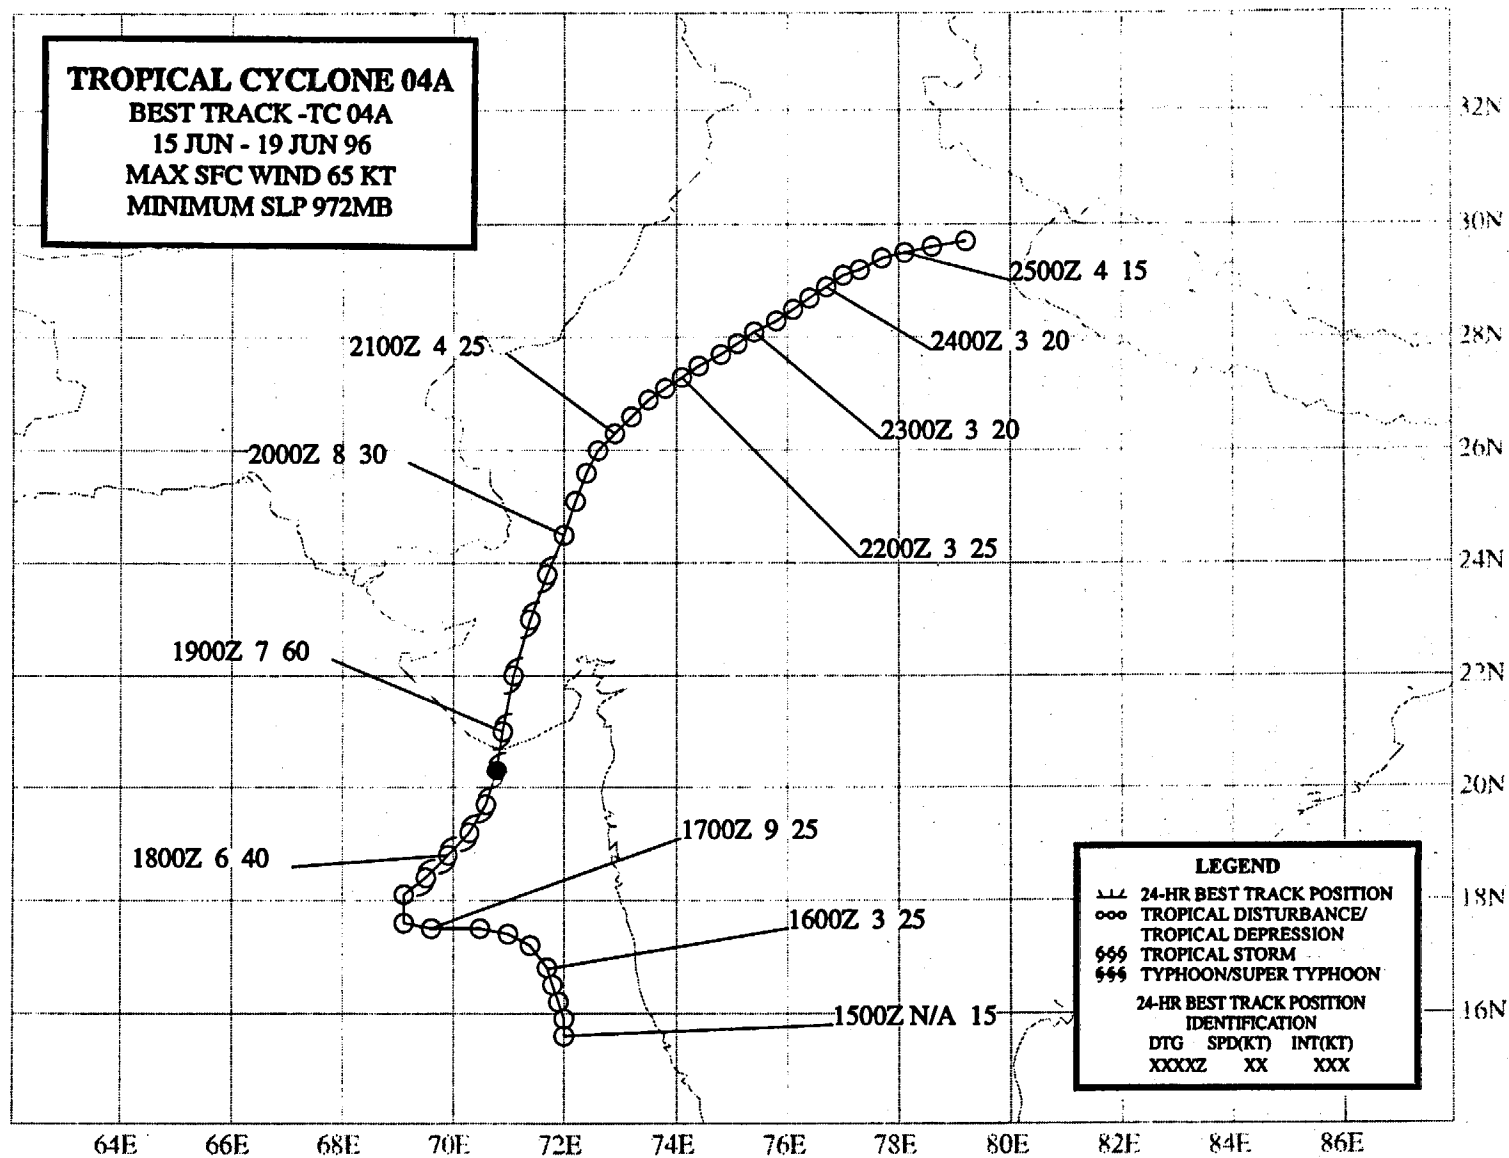 TROPICAL CYCLONE 04A
BEST TRACK -TC 04A
15 JUN - 19 JUN 96
MAX SFC WIND 65 KT
MINIMUM SLP 972MB
32N
30N
2500Z 4 15
2100Z 4 25
2400Z 3 20
28N
2300Z 3 20
26N
2000Z 8 30
2200Z 3 25
24N
1900Z 7 60
22N
20N
1700Z 9 25
1800Z 6 40
18N
1600Z 3 25
1500Z N/A 15
16N
LEGEND
24-HR BEST TRACK POSITION
TROPICAL DISTURBANCE/
TROPICAL DEPRESSION
TROPICAL STORM
TYPHOON/SUPER TYPHOON
24-HR BEST TRACK POSITION
IDENTIFICATION
DTG SPD(KT) INT(KT)
XXXXZ XX XXX
64E 66E 68E 70E 72E 74E 76E 78E 80E 82E 84E 86E